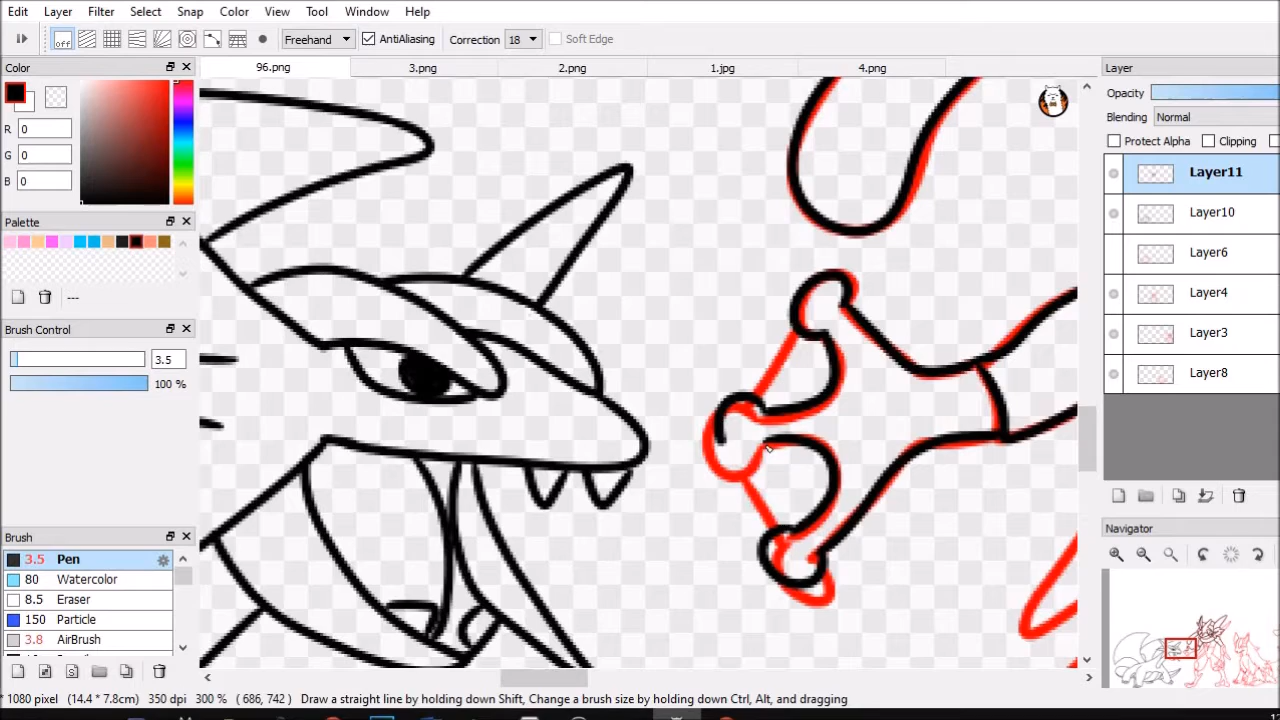 Edit Layer Filter Select Snap Color View Tool Window Help
off Freehand AntiAliasing Correction 18 Soft Edge
Color
R 0
G 0
B 0
96.png 3.png 2.png 1.jpg 4.png
Layer
Opacity
Blending Normal
Protect Alpha Clipping
Layer11
Layer10
Layer6
Layer4
Layer3
Layer8
Palette
---
Brush Control
3.5
100 %
Brush
3.5 Pen
80 Watercolor
8.5 Eraser
150 Particle
3.8 AirBrush
Navigator
* 1080 pixel (14.4 * 7.8cm) 350 dpi 300 % ( 686, 742 ) Draw a straight line by holding down Shift, Change a brush size by holding down Ctrl, Alt, and dragging